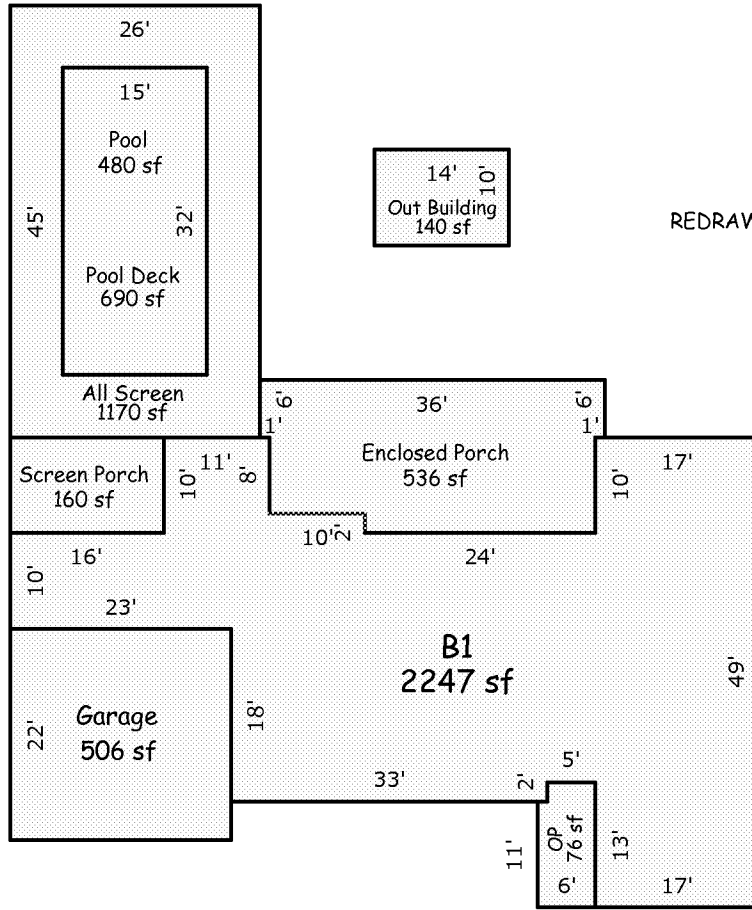 26'
15'
Pool
480 sf
45'
32'
Pool Deck
690 sf
All Screen
1170 sf
14'
10'
Out Building
140 sf
6'
36'
6'
1'
1'
Enclosed Porch
536 sf
Screen Porch
160 sf
10'
11'
8'
10'
17'
10'
2'
16'
24'
10'
23'
B1
2247 sf
49'
Garage
506 sf
22'
18'
33'
2'
5'
OP
76 sf
11'
13'
6'
17'